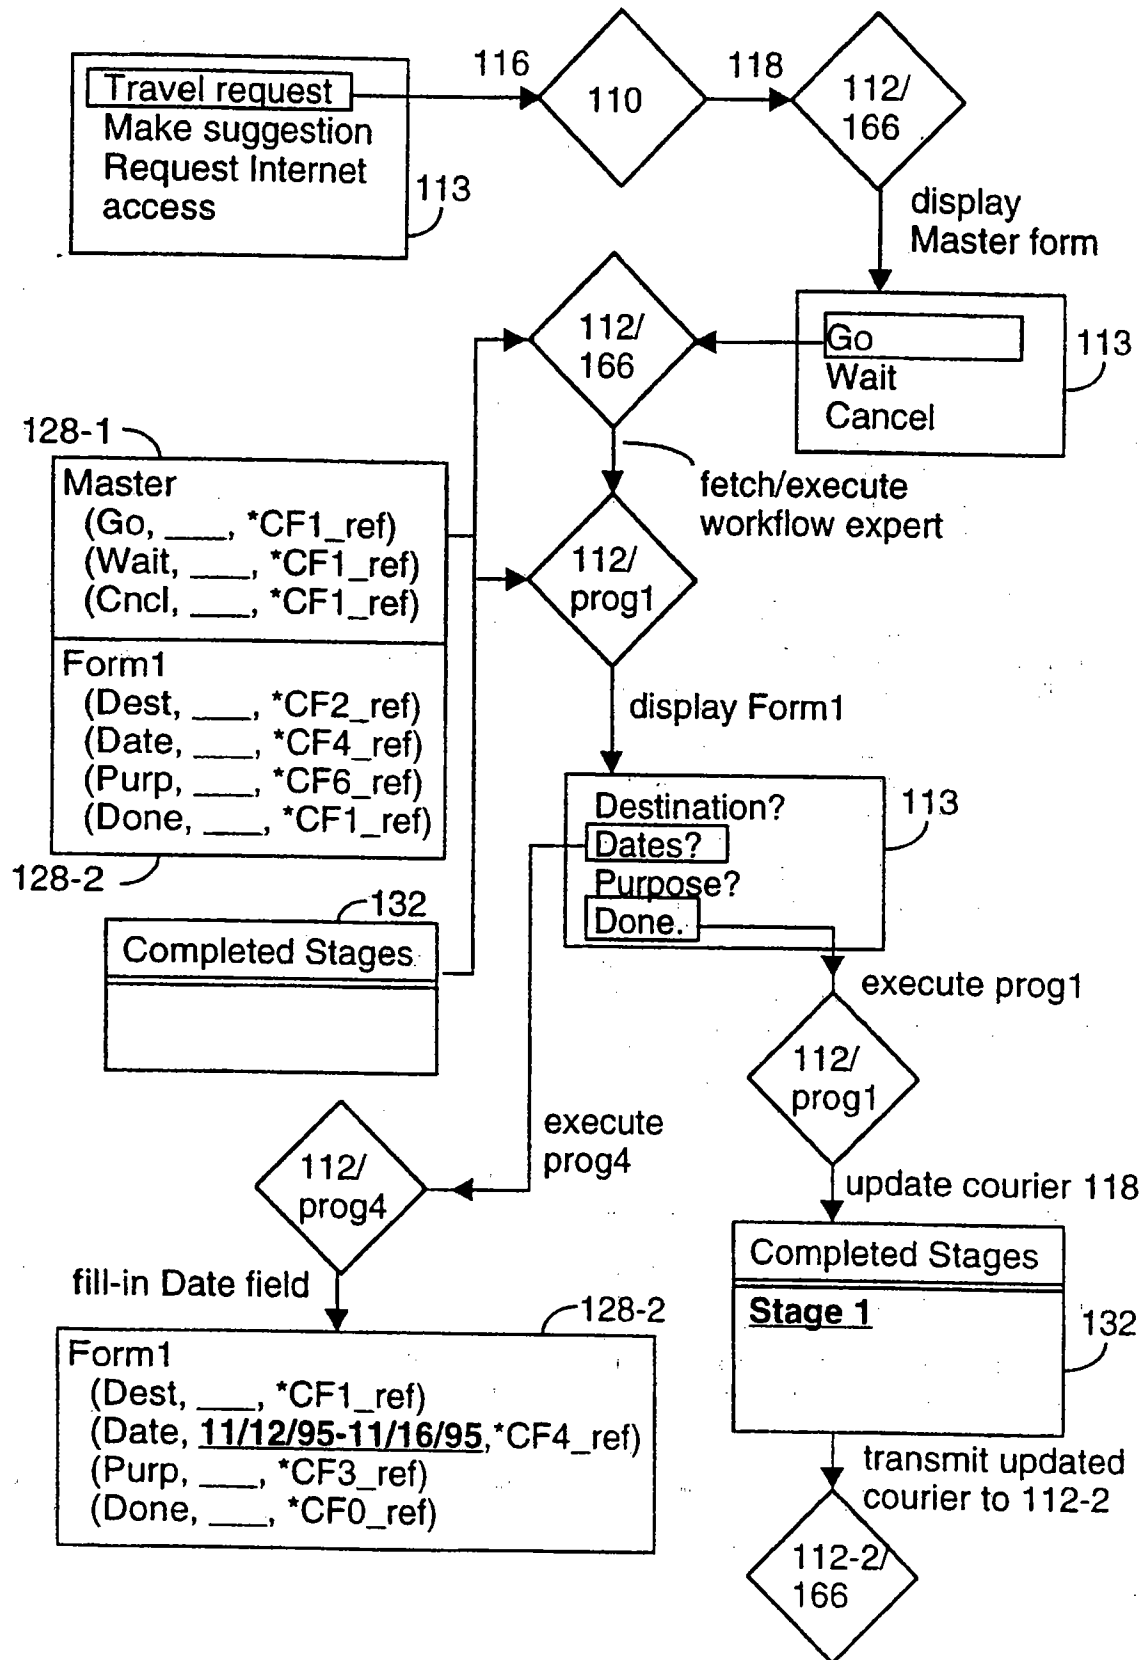 Travel request
Make suggestion
Request Internet
access
113
116
110
118
112/
166
display
Master form
Go
Wait
Cancel
113
112/
166
fetch/execute
workflow expert
128-1
Master
(Go, ___, *CF1_ref)
(Wait, ___, *CF1_ref)
(Cncl, ___, *CF1_ref)
Form1
(Dest, ___, *CF2_ref)
(Date, ___, *CF4_ref)
(Purp, ___, *CF6_ref)
(Done, ___, *CF1_ref)
128-2
112/
prog1
display Form1
132
Completed Stages
Destination?
Dates?
Purpose?
Done.
113
execute prog1
112/
prog1
execute
prog4
112/
prog4
update courier 118
Completed Stages
Stage 1
132
fill-in Date field
128-2
Form1
(Dest, ___, *CF1_ref)
(Date, 11/12/95-11/16/95,*CF4_ref)
(Purp, ___, *CF3_ref)
(Done, ___, *CF0_ref)
transmit updated
courier to 112-2
112-2/
166